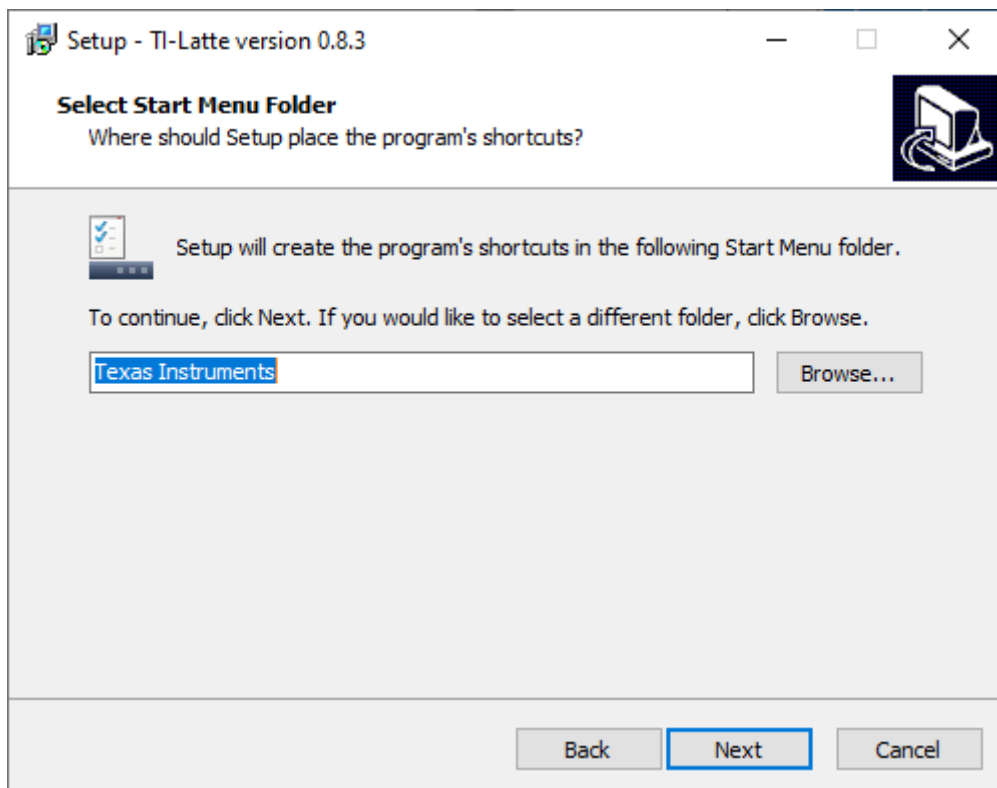 Setup - TI-Latte version 0.8.3
Select Start Menu Folder
Where should Setup place the program's shortcuts?
Setup will create the program's shortcuts in the following Start Menu folder.
To continue, click Next. If you would like to select a different folder, click Browse.
Texas Instruments
Browse...
Back
Next
Cancel